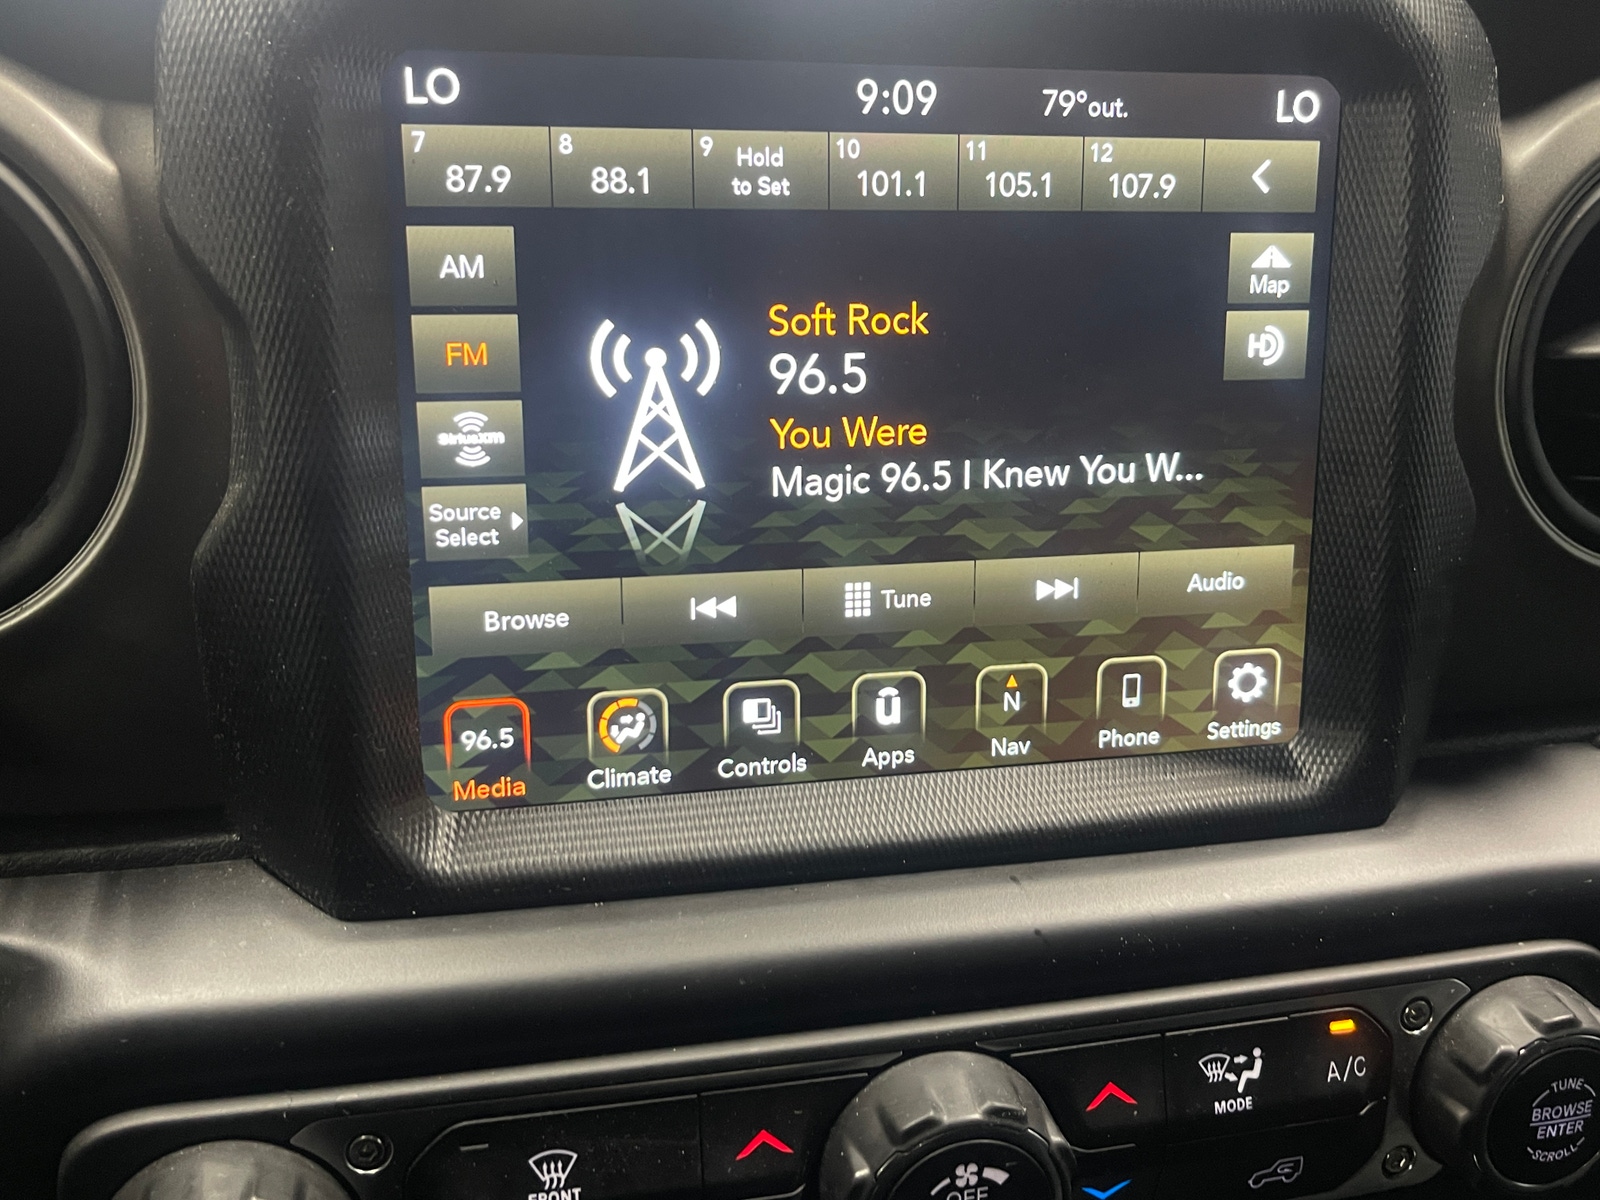 LO 9:09 79°out. LO
7 87.9 8 88.1 9 Hold to Set 10 101.1 11 105.1 12 107.9
AM
Map
FM
HD
Soft Rock
96.5
You Were
Magic 96.5 I Knew You W...
SiriusXM
Source
Select
Browse Tune Audio
96.5 N
Media Climate Controls Apps Nav Phone Settings
MODE A/C
FRONT
OFF
TUNE
BROWSE
ENTER
SCROLL